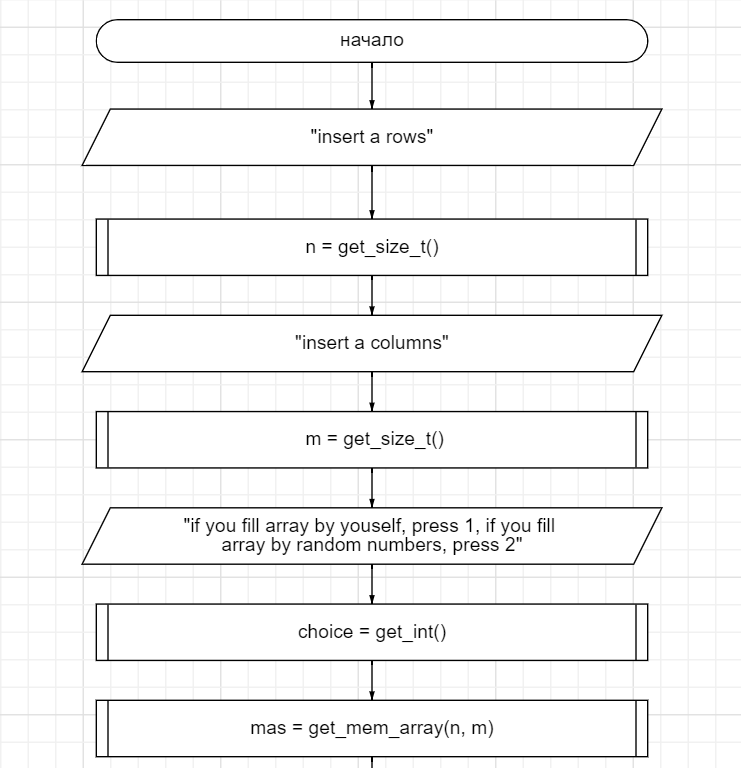 начало
"insert a rows"
n = get_size_t()
"insert a columns"
m = get_size_t()
"if you fill array by youself, press 1, if you fill
array by random numbers, press 2"
choice = get_int()
mas = get_mem_array(n, m)